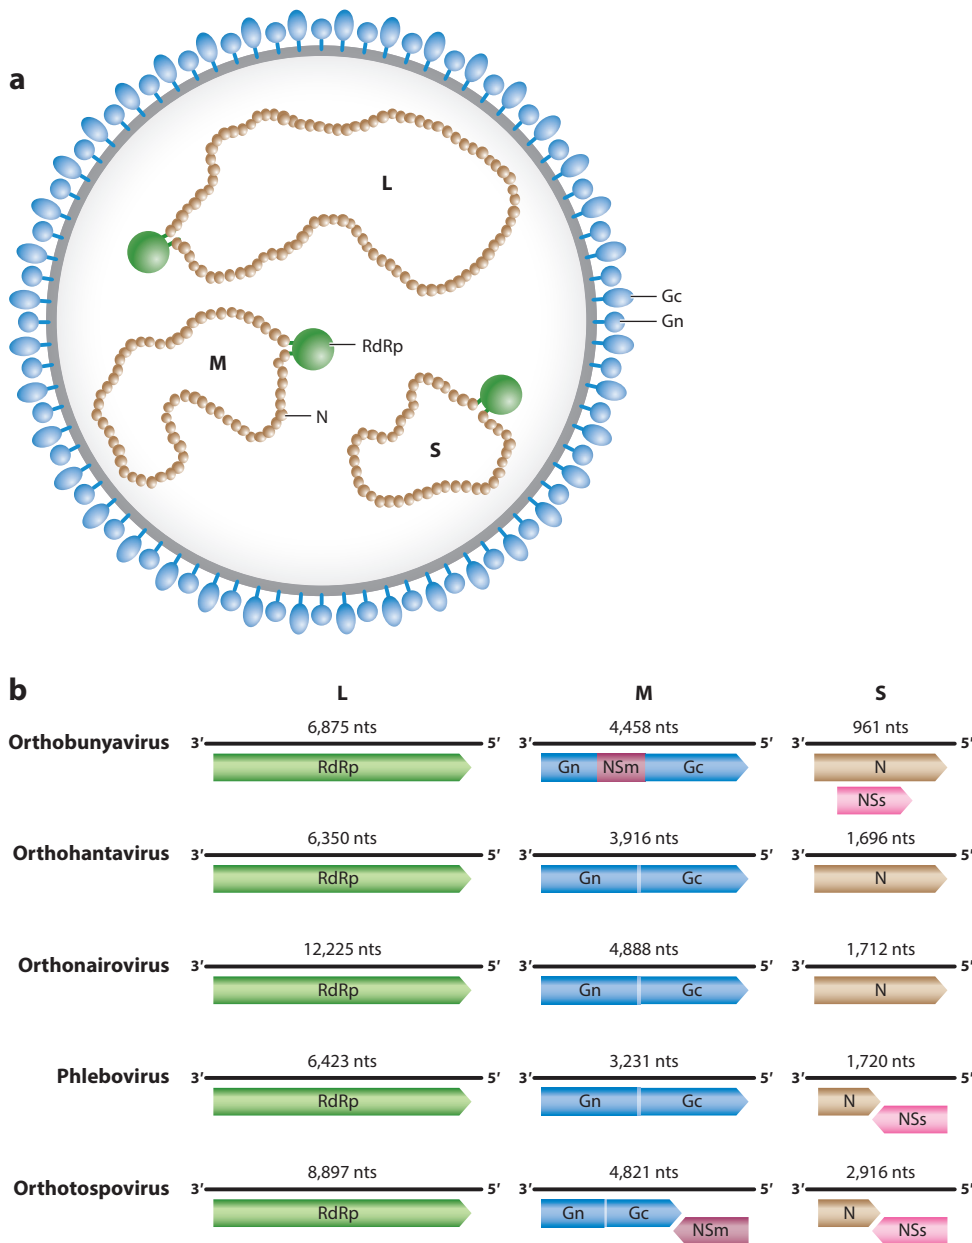 a
L
Gc
Gn
RdRp
M
N
S
b
L M S
6,875 nts 4,458 nts 961 nts
Orthobunyavirus 3′ 5′ 3′ 5′ 3′ 5′
RdRp Gn NSm Gc N
NSs
6,350 nts 3,916 nts 1,696 nts
Orthohantavirus 3′ 5′ 3′ 5′ 3′ 5′
RdRp Gn Gc N
12,225 nts 4,888 nts 1,712 nts
Orthonairovirus 3′ 5′ 3′ 5′ 3′ 5′
RdRp Gn Gc N
6,423 nts 3,231 nts 1,720 nts
Phlebovirus 3′ 5′ 3′ 5′ 3′ 5′
RdRp Gn Gc N
NSs
8,897 nts 4,821 nts 2,916 nts
Orthotospovirus 3′ 5′ 3′ 5′ 3′ 5′
RdRp Gn Gc N
NSm NSs